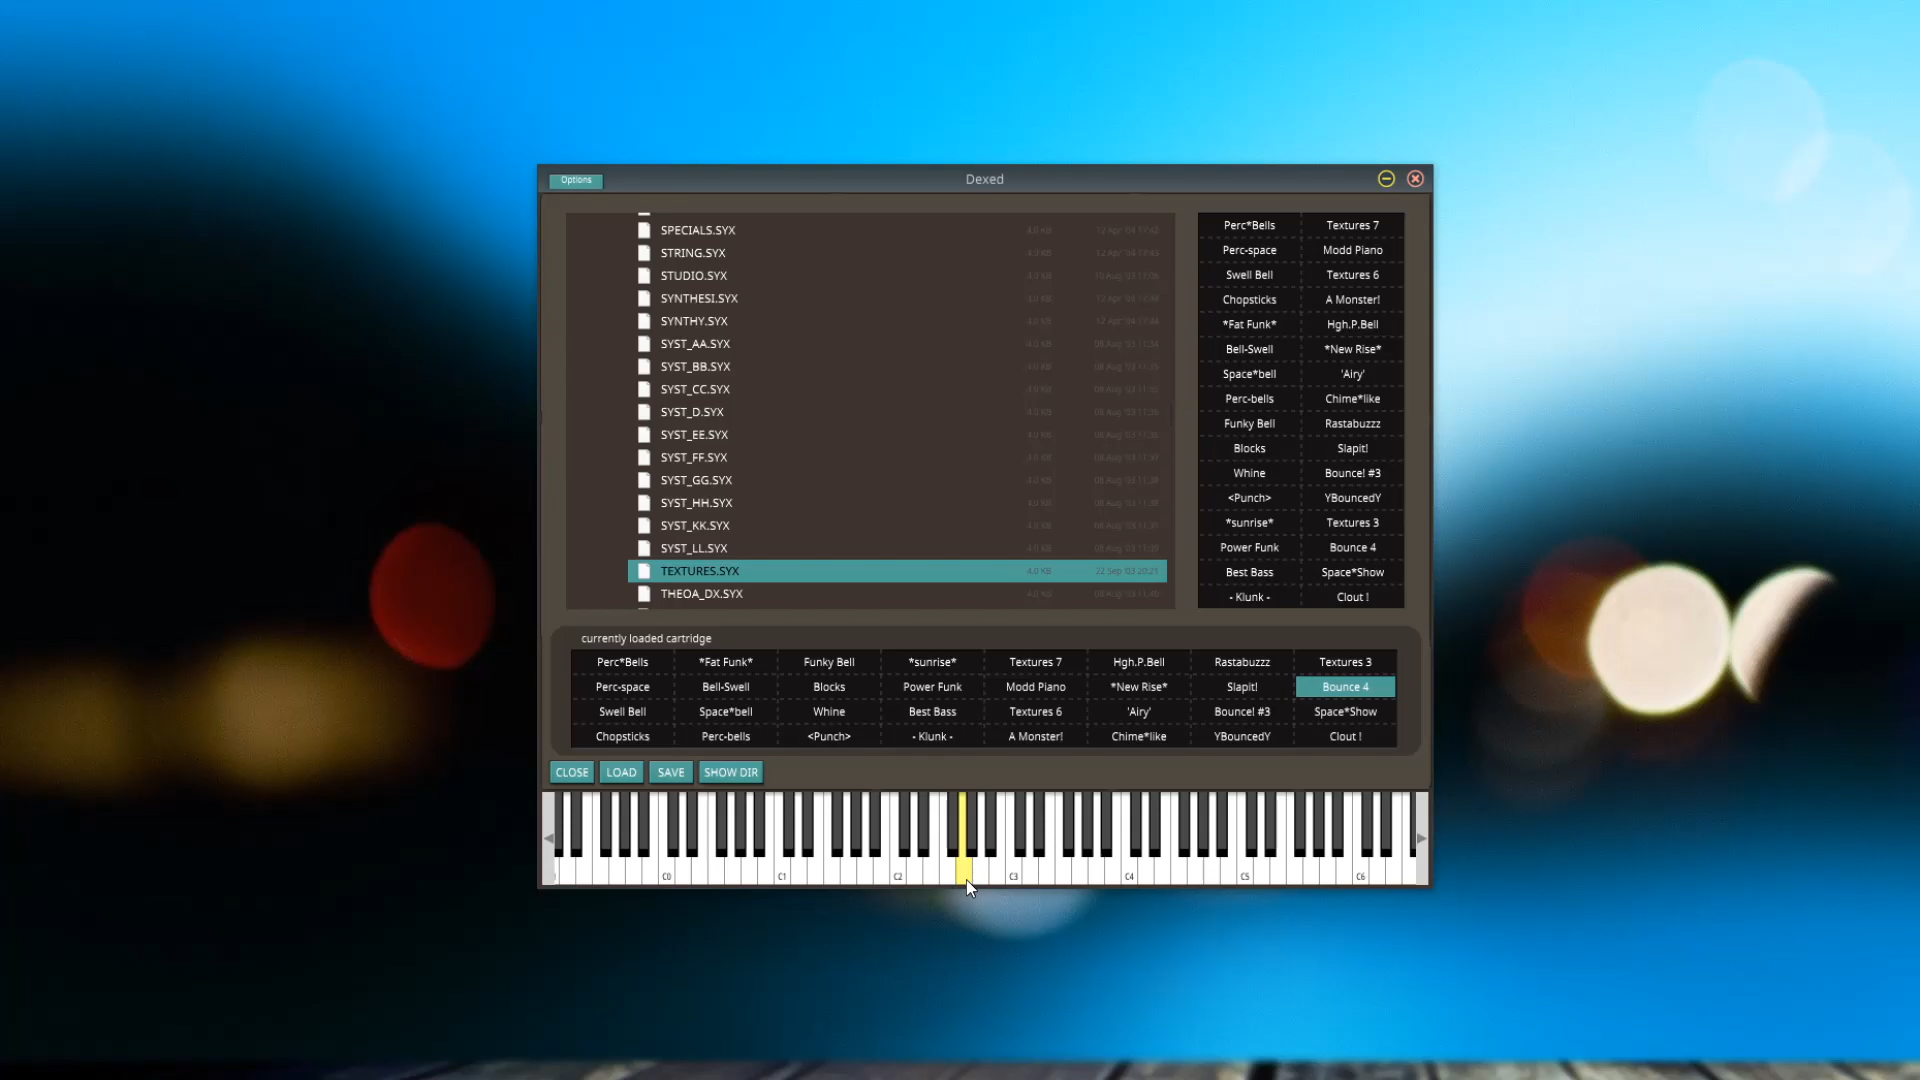 Options
Dexed
SPECIALS.SYX
STRING.SYX
STUDIO.SYX
SYNTHESI.SYX
SYNTHY.SYX
SYST_AA.SYX
SYST_BB.SYX
SYST_CC.SYX
SYST_D.SYX
SYST_EE.SYX
SYST_FF.SYX
SYST_GG.SYX
SYST_HH.SYX
SYST_KK.SYX
SYST_LL.SYX
TEXTURES.SYX 4.0 KB 22 Sep '03 20:21
THEOA_DX.SYX
Perc*Bells Textures 7
Perc-space Modd Piano
Swell Bell Textures 6
Chopsticks A Monster!
*Fat Funk* Hgh.P.Bell
Bell-Swell *New Rise*
Space*bell 'Airy'
Perc-bells Chime*like
Funky Bell Rastabuzzz
Blocks Slapit!
Whine Bounce! #3
<Punch> YBouncedY
*sunrise* Textures 3
Power Funk Bounce 4
Best Bass Space*Show
- Klunk - Clout !
currently loaded cartridge
Perc*Bells *Fat Funk* Funky Bell *sunrise* Textures 7 Hgh.P.Bell Rastabuzzz Textures 3
Perc-space Bell-Swell Blocks Power Funk Modd Piano *New Rise* Slapit! Bounce 4
Swell Bell Space*bell Whine Best Bass Textures 6 'Airy' Bounce! #3 Space*Show
Chopsticks Perc-bells <Punch> - Klunk - A Monster! Chime*like YBouncedY Clout !
CLOSE LOAD SAVE SHOW DIR
C0 C1 C2 C3 C4 C5 C6